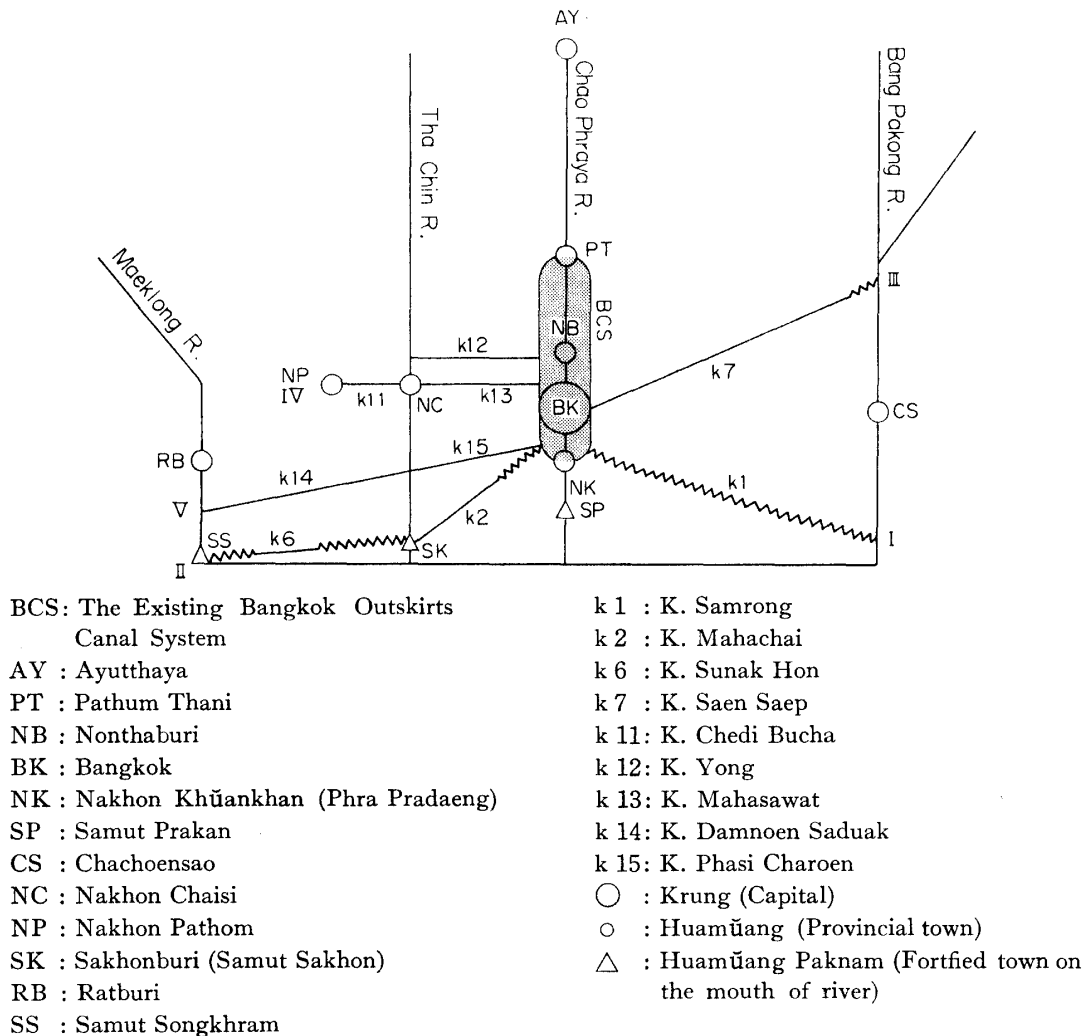 AY
Chao Phraya R.
Tha Chin R.
Bang Pakong R.
Maeklong R.
PT
BCS
NB
III
k12
k7
NP
IV
k11
NC
k13
BK
CS
RB
k15
k14
NK
k1
V
k2
SP
SS
k6
SK
I
II
BCS: The Existing Bangkok Outskirts
Canal System
AY : Ayutthaya
PT : Pathum Thani
NB : Nonthaburi
BK : Bangkok
NK : Nakhon Khŭankhan (Phra Pradaeng)
SP : Samut Prakan
CS : Chachoensao
NC : Nakhon Chaisi
NP : Nakhon Pathom
SK : Sakhonburi (Samut Sakhon)
RB : Ratburi
SS : Samut Songkhram
k 1 : K. Samrong
k 2 : K. Mahachai
k 6 : K. Sunak Hon
k 7 : K. Saen Saep
k 11: K. Chedi Bucha
k 12: K. Yong
k 13: K. Mahasawat
k 14: K. Damnoen Saduak
k 15: K. Phasi Charoen
: Krung (Capital)
: Huamŭang (Provincial town)
: Huamŭang Paknam (Fortfied town on
the mouth of river)